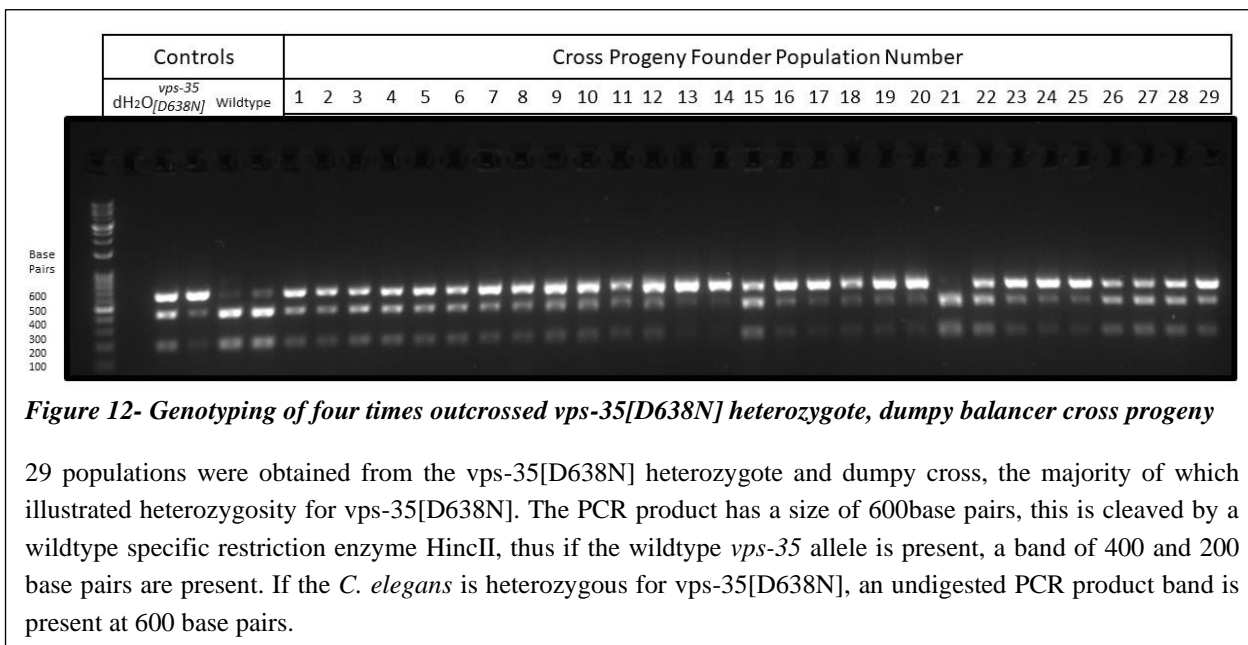 Controls
Cross Progeny Founder Population Number
vps-35
dH2O[D638N] Wildtype
1 2 3 4 5 6 7 8 9 10 11 12 13 14 15 16 17 18 19 20 21 22 23 24 25 26 27 28 29
Base
Pairs
600
500
400
300
200
100
Figure 12- Genotyping of four times outcrossed vps-35[D638N] heterozygote, dumpy balancer cross progeny
29 populations were obtained from the vps-35[D638N] heterozygote and dumpy cross, the majority of which
illustrated heterozygosity for vps-35[D638N]. The PCR product has a size of 600base pairs, this is cleaved by a
wildtype specific restriction enzyme HincII, thus if the wildtype vps-35 allele is present, a band of 400 and 200
base pairs are present. If the C. elegans is heterozygous for vps-35[D638N], an undigested PCR product band is
present at 600 base pairs.